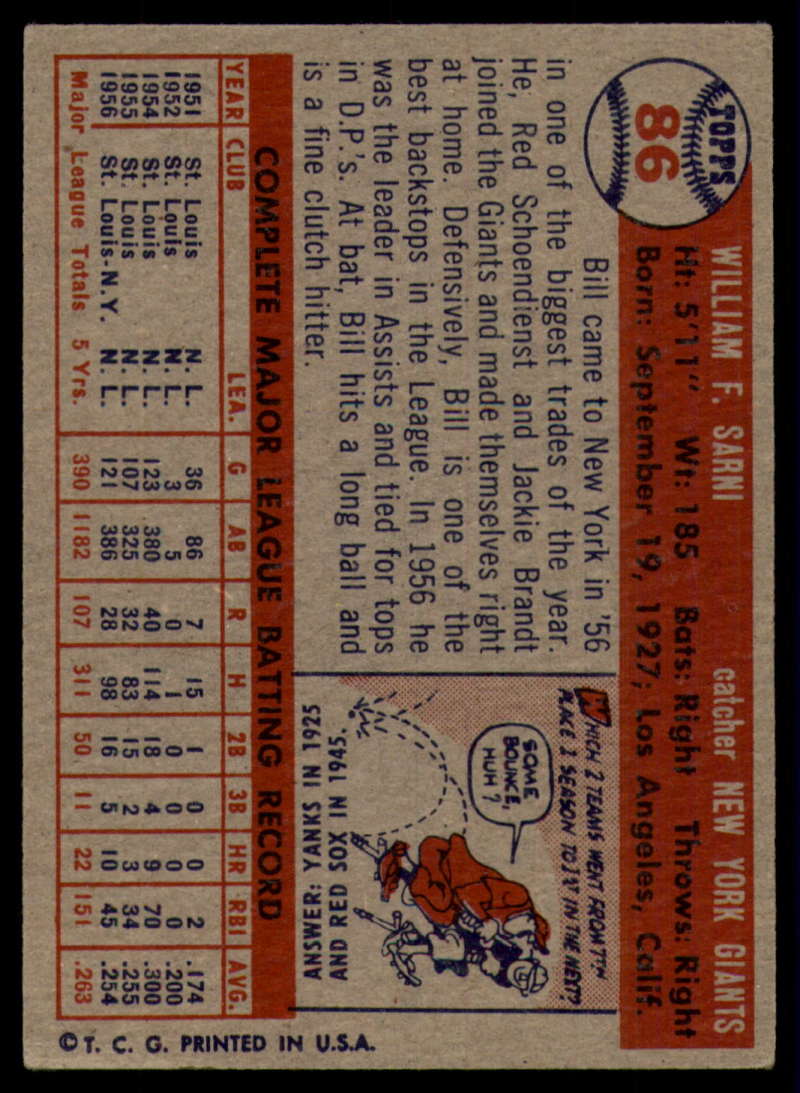 TOPPS
86
WILLIAM F. SARNI
catcher NEW YORK GIANTS
Ht: 5'11" Wt: 185 Bats: Right Throws: Right
Born: September 19, 1927; Los Angeles, Calif.
Bill came to New York in '56
in one of the biggest trades of the year.
He, Red Schoendienst and Jackie Brandt
joined the Giants and made themselves right
at home. Defensively, Bill is one of the
best backstops in the League. In 1956 he
was the leader in Assists and tied for tops
in D.P.'s. At bat, Bill hits a long ball and
is a fine clutch hitter.
WHICH 2 TEAMS WENT FROM 7TH
PLACE 1 SEASON TO 1ST IN THE NEXT?
SOME
BOUNCE,
HUH?
ANSWER: YANKS IN 1925
AND RED SOX IN 1945.
COMPLETE MAJOR LEAGUE BATTING RECORD
YEAR CLUB LEA. G AB R H 2B 3B HR RBI AVG.
1951 St. Louis N. L. 36 86 7 15 1 0 0 2 .174
1952 St. Louis N. L. 3 5 0 1 0 0 0 0 .200
1954 St. Louis N. L. 123 380 40 114 18 4 9 70 .300
1955 St. Louis N. L. 107 325 32 83 15 2 3 34 .255
1956 St. Louis-N.Y. N. L. 121 386 28 98 16 5 10 45 .254
Major League Totals 5 Yrs. 390 1182 107 311 50 11 22 151 .263
© T. C. G. PRINTED IN U.S.A.